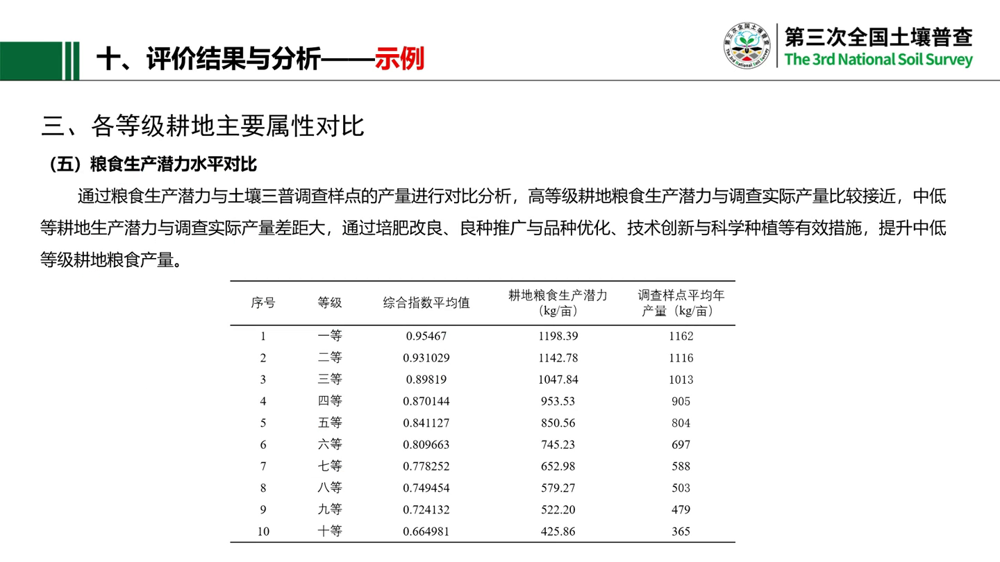 十、评价结果与分析——示例
第三次全国土壤普查
The 3rd National Soil Survey
第三次全国土壤普查
The 3rd National Soil Survey
三、各等级耕地主要属性对比
（五）粮食生产潜力水平对比
通过粮食生产潜力与土壤三普调查样点的产量进行对比分析，高等级耕地粮食生产潜力与调查实际产量比较接近，中低
等耕地生产潜力与调查实际产量差距大，通过培肥改良、良种推广与品种优化、技术创新与科学种植等有效措施，提升中低
等级耕地粮食产量。
序号 等级 综合指数平均值 耕地粮食生产潜力 调查样点平均年
（kg/亩） 产量（kg/亩）
1 一等 0.95467 1198.39 1162
2 二等 0.931029 1142.78 1116
3 三等 0.89819 1047.84 1013
4 四等 0.870144 953.53 905
5 五等 0.841127 850.56 804
6 六等 0.809663 745.23 697
7 七等 0.778252 652.98 588
8 八等 0.749454 579.27 503
9 九等 0.724132 522.20 479
10 十等 0.664981 425.86 365